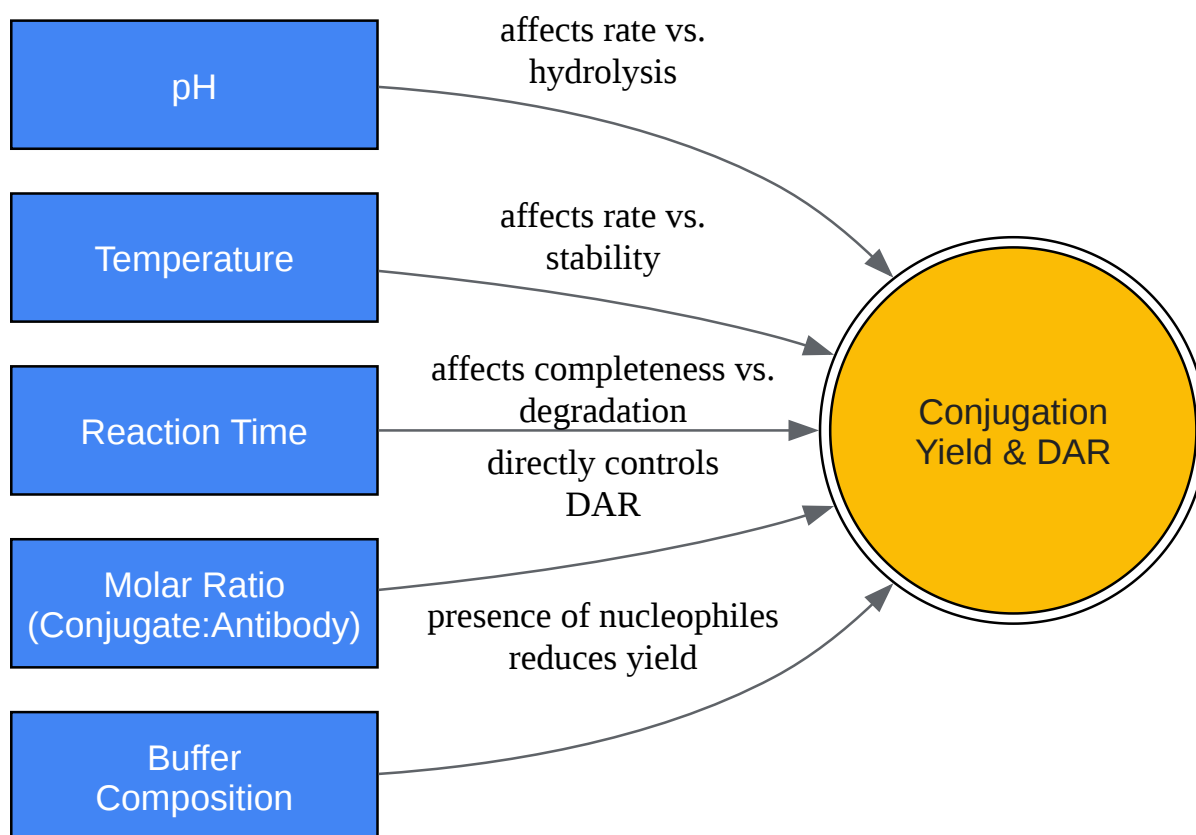 pH
affects rate vs.
hydrolysis
Temperature
affects rate vs.
stability
Reaction Time
affects completeness vs.
degradation
directly controls
DAR
Molar Ratio
(Conjugate:Antibody)
presence of nucleophiles
reduces yield
Buffer
Composition
Conjugation
Yield & DAR